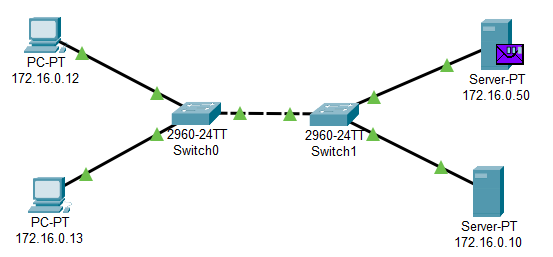 PC-PT
172.16.0.12
Server-PT
172.16.0.50
2960-24TT
Switch0
2960-24TT
Switch1
PC-PT
172.16.0.13
Server-PT
172.16.0.10